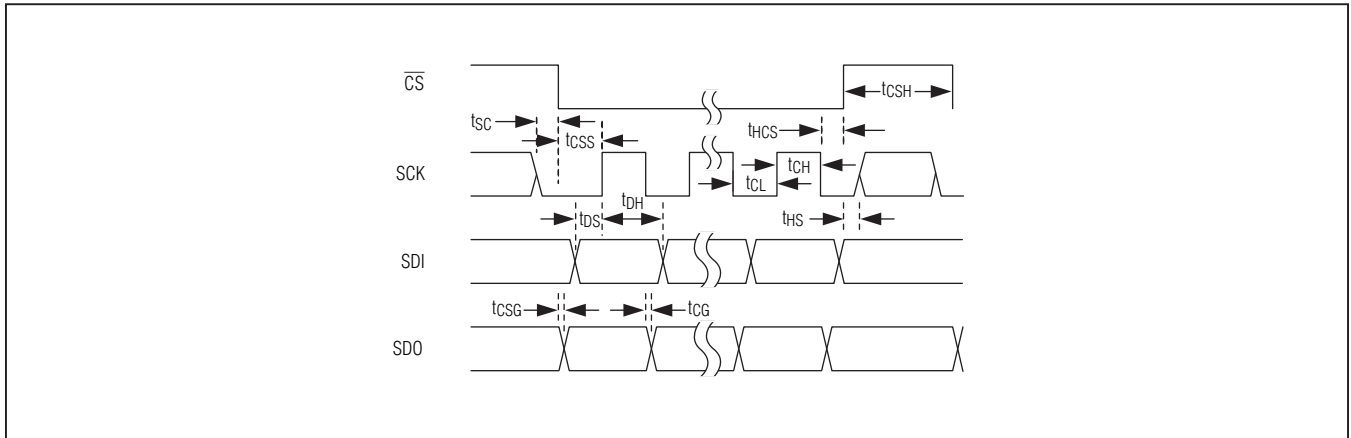 CS
tCSH
tSC
tCSS
tHCS
SCK
tCH
tCL
tDS
tDH
tHS
SDI
tCSG
tCG
SDO